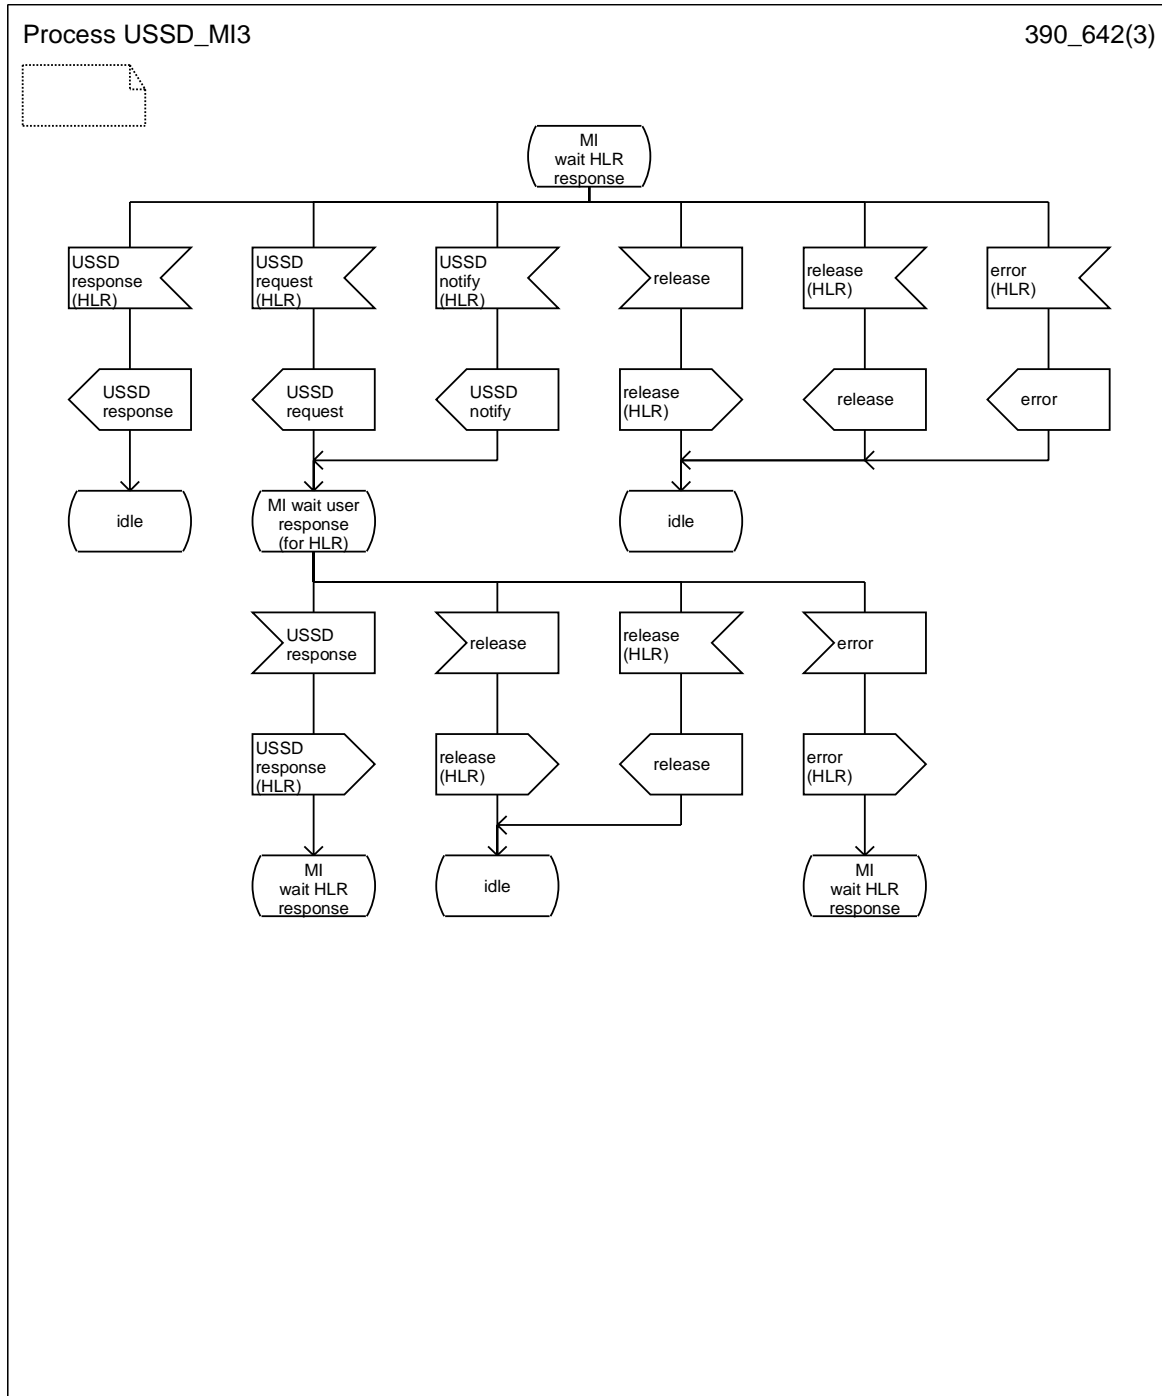 Process USSD_MI3
390_642(3)
MI
wait HLR
response
USSD
response
(HLR)
USSD
request
(HLR)
USSD
notify
(HLR)
release
release
(HLR)
error
(HLR)
USSD
response
USSD
request
USSD
notify
release
(HLR)
release
error
idle
MI wait user
response
(for HLR)
idle
USSD
response
release
release
(HLR)
error
USSD
response
(HLR)
release
(HLR)
release
error
(HLR)
MI
wait HLR
response
idle
MI
wait HLR
response